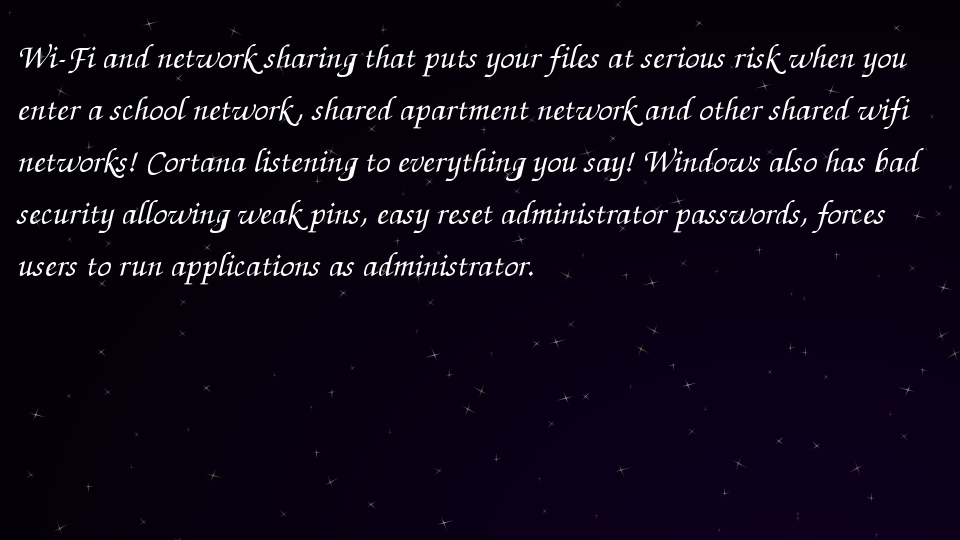 Wi-Fi and network sharing that puts your files at serious risk when you
enter a school network, shared apartment network and other shared wifi
networks! Cortana listening to everything you say! Windows also has bad
security allowing weak pins, easy reset administrator passwords, forces
users to run applications as administrator.